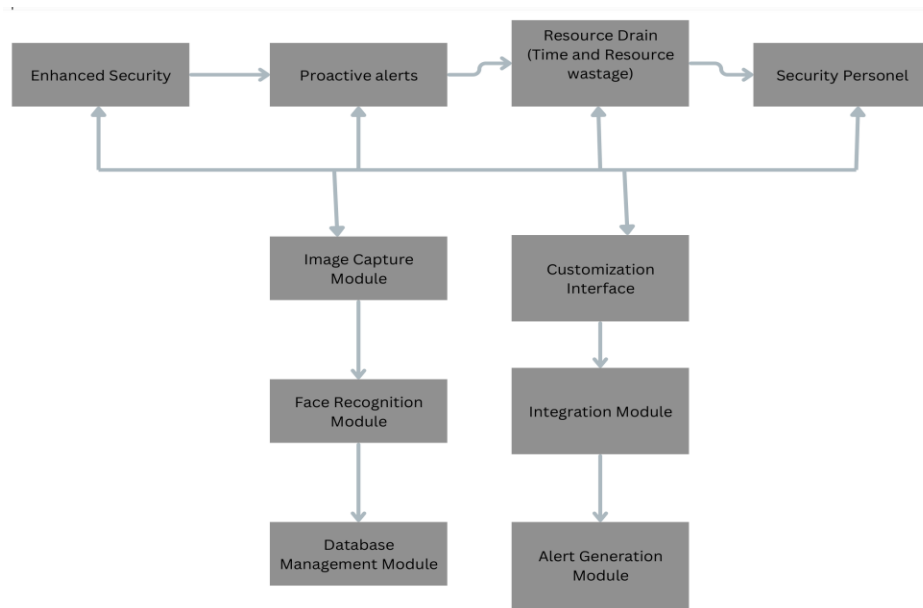 Enhanced Security
Proactive alerts
Resource Drain
(Time and Resource
wastage)
Security Personel
Image Capture
Module
Customization
Interface
Face Recognition
Module
Integration Module
Database
Management Module
Alert Generation
Module